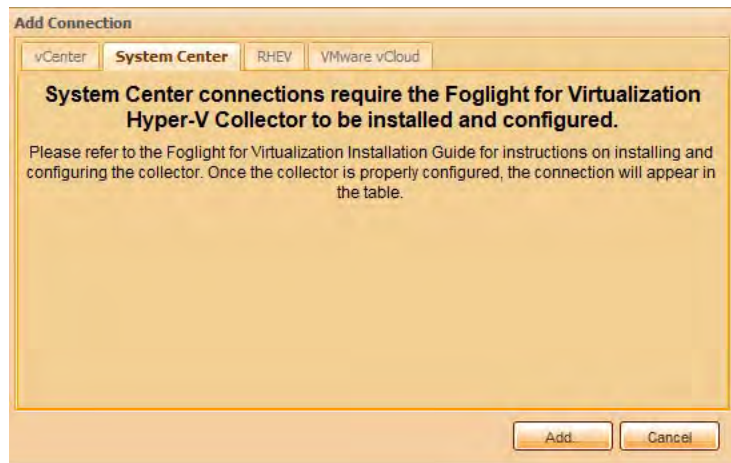 Add Connection
vCenter
System Center
RHEV
VMware vCloud
System Center connections require the Foglight for Virtualization
Hyper-V Collector to be installed and configured.
Please refer to the Foglight for Virtualization Installation Guide for instructions on installing and
configuring the collector. Once the collector is properly configured, the connection will appear in
the table.
Add...
Cancel